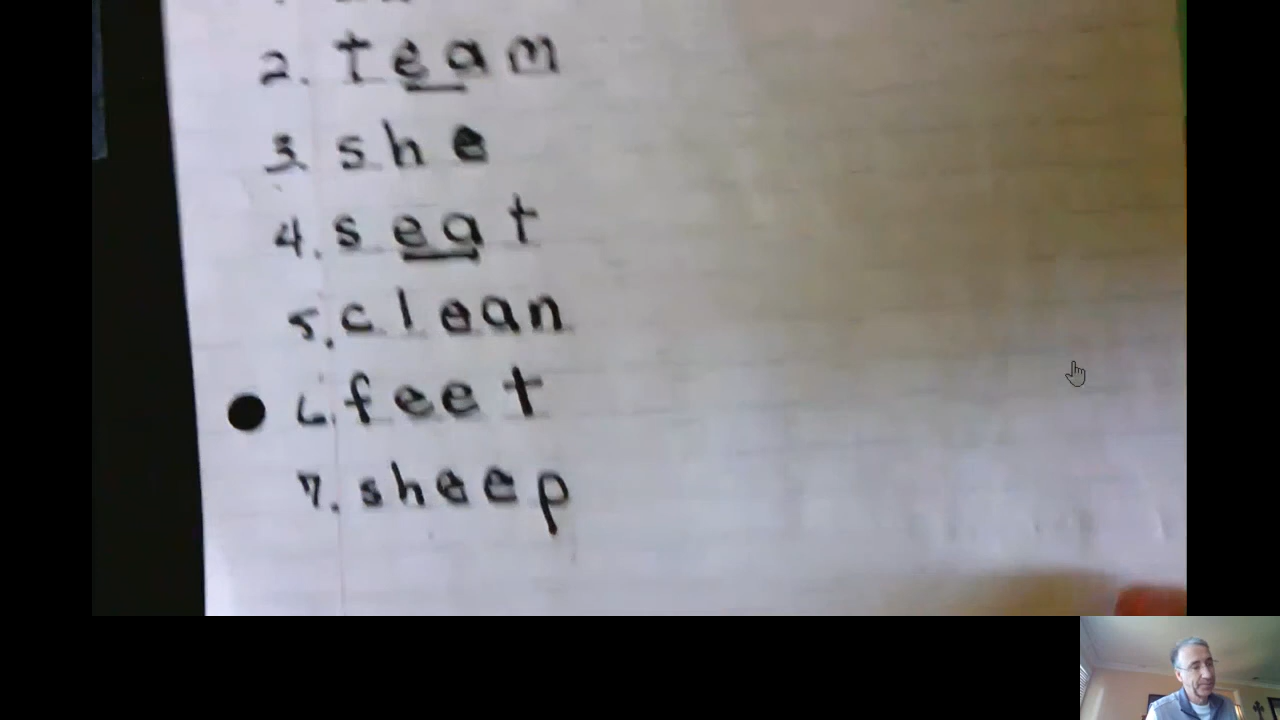 2. team
3. she
4. seat
5. clean
6. feet
7. sheep